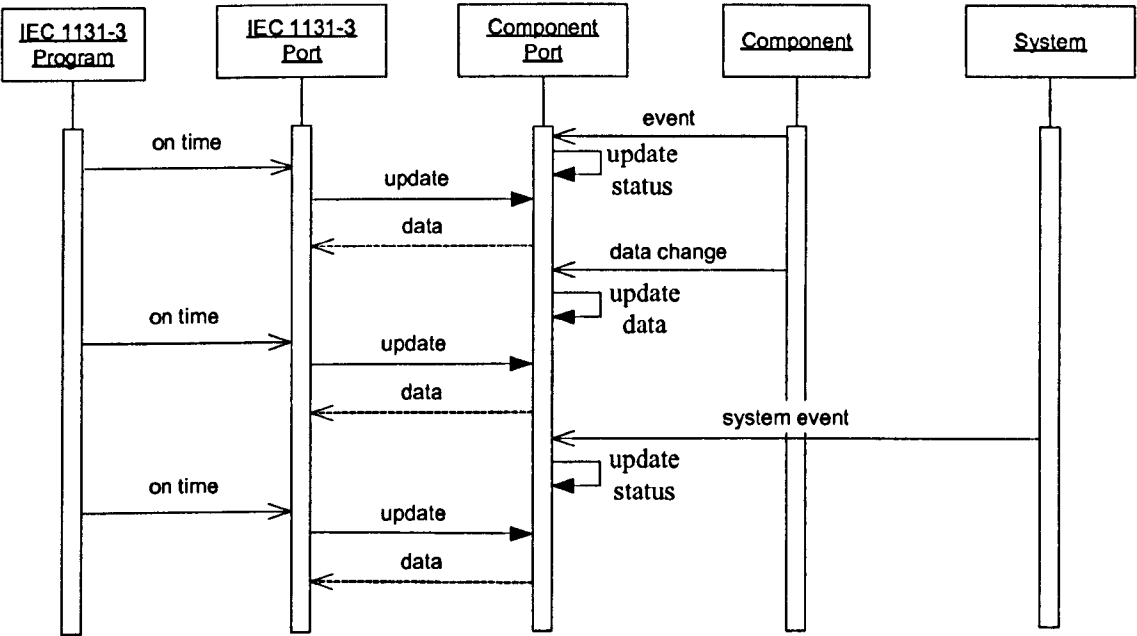 IEC 1131-3
Program
IEC 1131-3
Port
Component
Port
Component
System
event
on time
update
status
update
data
data change
update
data
on time
update
data
system event
update
status
on time
update
data